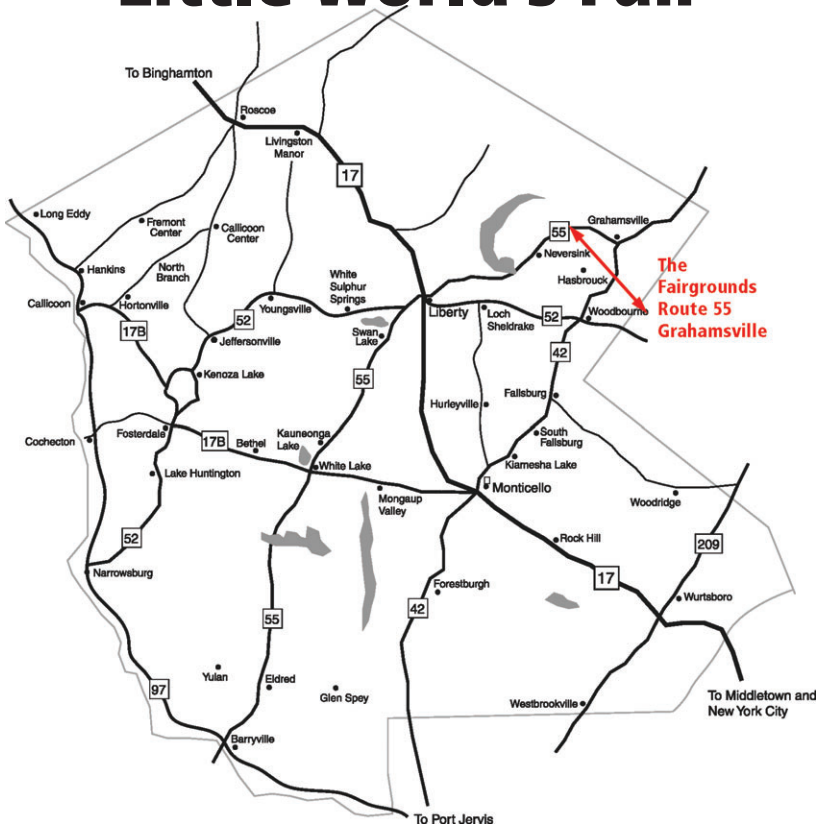 Little World's Fair
To Binghamton
Roscoe
Livingston
Manor
17
Long Eddy
Fremont
Center
Callicoon
Center
55
Grahamsville
Neversink
Hankins
North
Branch
Hasbrouck
The
Fairgrounds
Route 55
Grahamsville
Callicoon
Hortonville
Youngsville
White
Sulphur
Springs
Liberty
Loch
Sheldrake
52
Woodbourne
17B
52
Jeffersonville
Swan
Lake
42
Kenoza Lake
55
Fallsburg
Hurleyville
Cochecton
Fosterdale
17B
Bethel
Kauneonga
Lake
South
Fallsburg
Kiamesha Lake
White Lake
Lake Huntington
Mongaup
Valley
Monticello
Woodridge
52
Rock Hill
209
Narrowsburg
17
Forestburgh
42
Wurtsboro
55
Yulan
Eldred
97
Glen Spey
Westbrookville
To Middletown and
New York City
Barryville
To Port Jervis